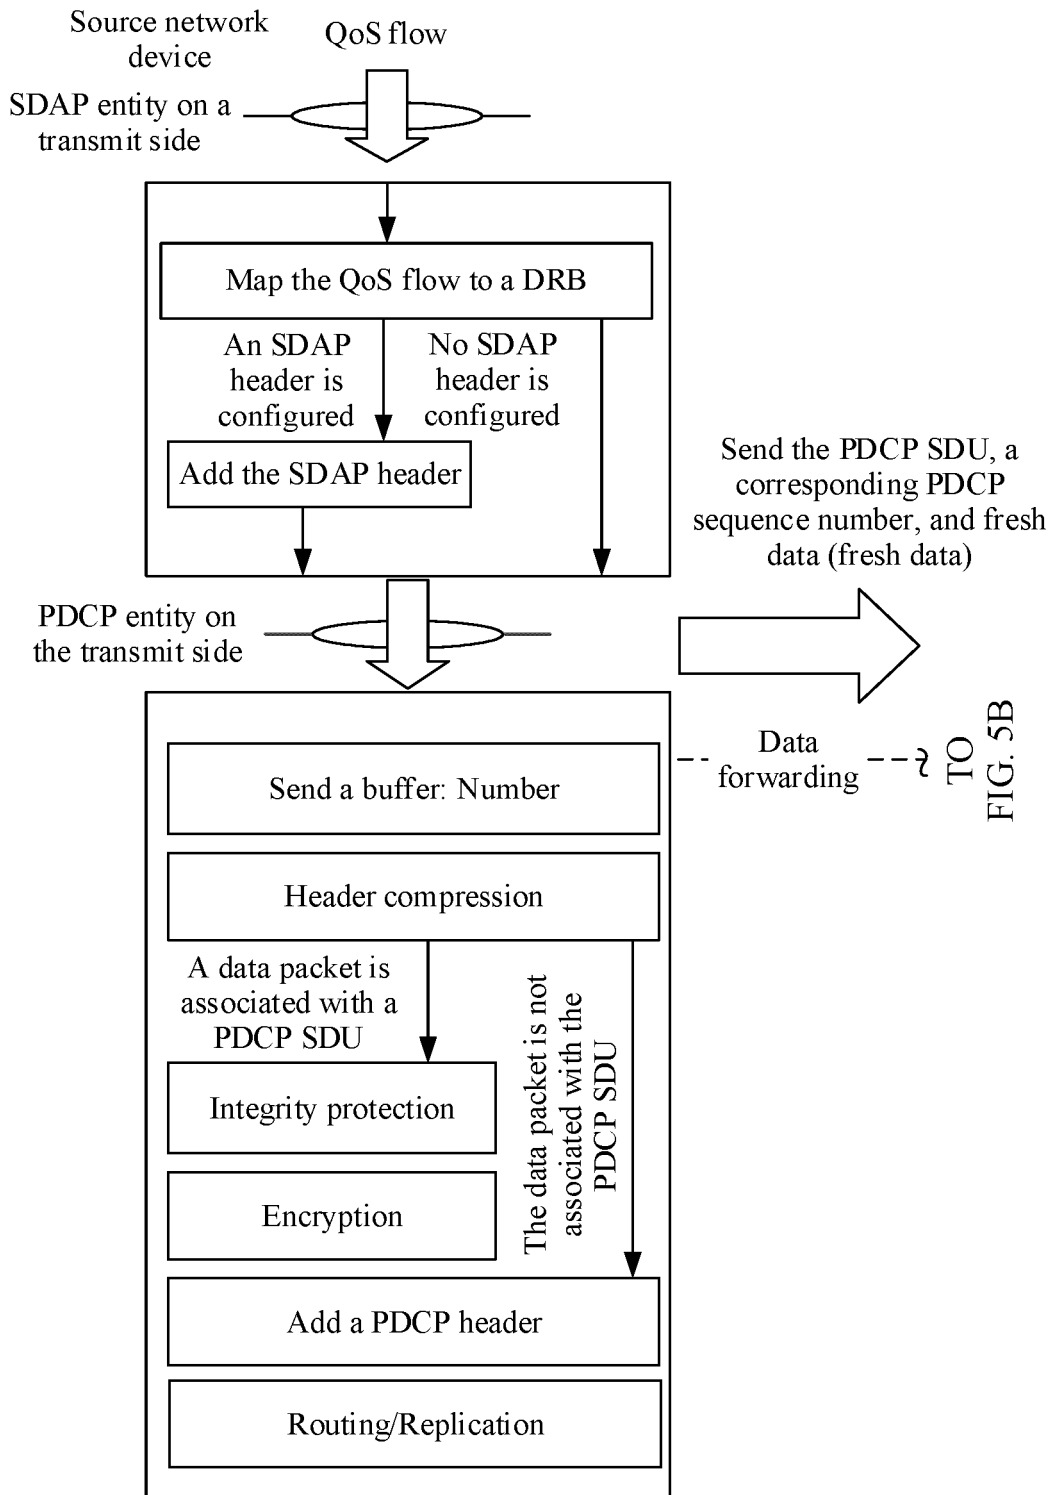 Source network
device
QoS flow
SDAP entity on a
transmit side
Map the QoS flow to a DRB
An SDAP
header is
configured
No SDAP
header is
configured
Add the SDAP header
Send the PDCP SDU, a
corresponding PDCP
sequence number, and fresh
data (fresh data)
PDCP entity on
the transmit side
Send a buffer: Number
Data
forwarding
TO
FIG. 5B
Header compression
A data packet is
associated with a
PDCP SDU
The data packet is not
associated with the
PDCP SDU
Integrity protection
Encryption
Add a PDCP header
Routing/Replication